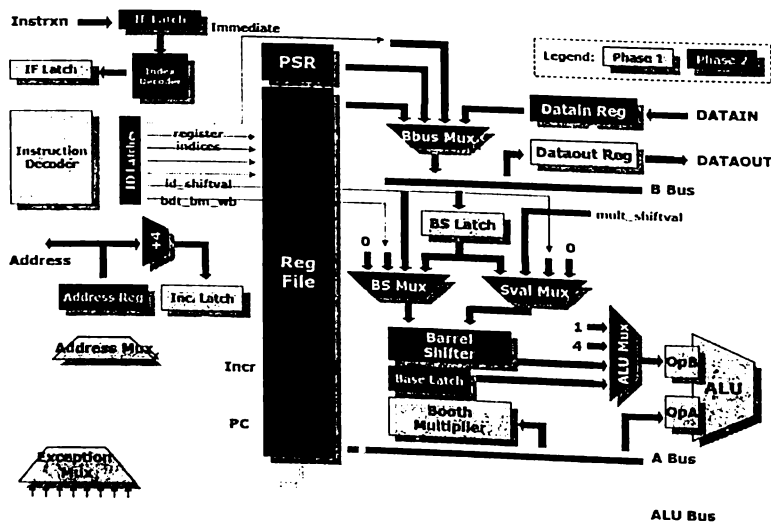 Instrxn
IF Latch
Immediate
IF Latch
Index Decoder
PSR
Legend:
Phase 1
Phase 2
DataIn Reg
DATAIN
Bbus Mux
Dataout Reg
DATAOUT
B Bus
Instruction Decoder
ID Latches
register indices
id_shiftval
bdt_bm_wb
BS Latch
mult_shiftval
+4
Address
0
0
Address Reg
Inc. Latch
Reg File
BS Mux
Sval Mux
Address Mux
Barrel Shifter
1
4
ALU Mux
OpB
ALU
Incr
Base Latch
Booth Multiplier
OpA
PC
A Bus
Exception Mux
ALU Bus